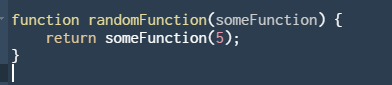 function randomFunction(someFunction) {
    return someFunction(5);
}